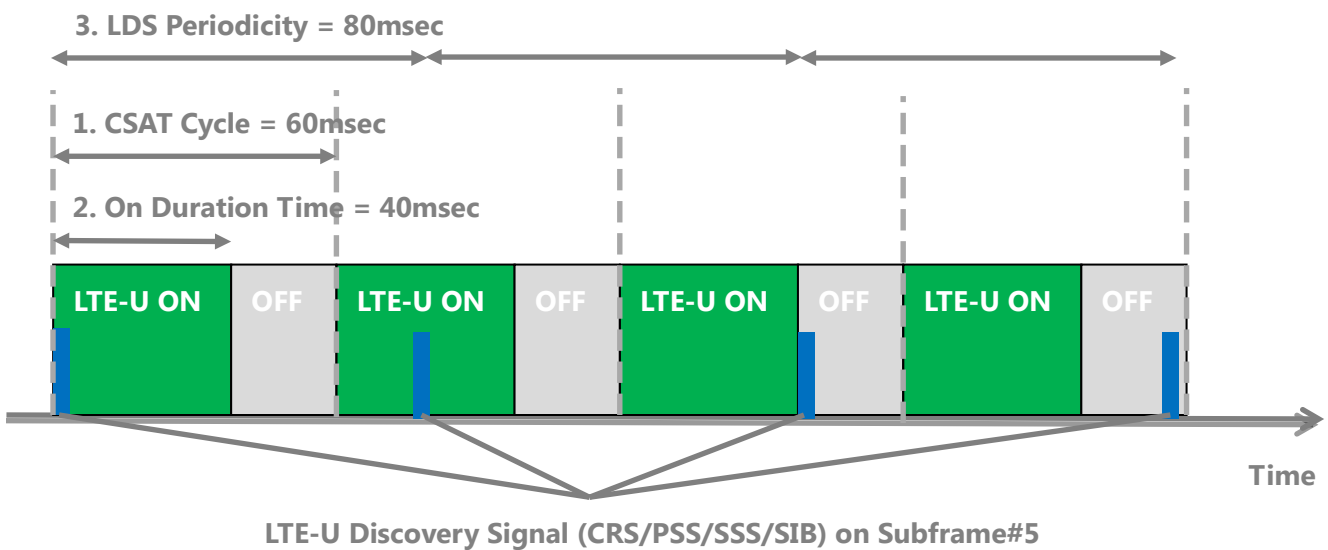 3. LDS Periodicity = 80msec
1. CSAT Cycle = 60msec
2. On Duration Time = 40msec
LTE-U ON OFF LTE-U ON OFF LTE-U ON OFF LTE-U ON OFF
Time
LTE-U Discovery Signal (CRS/PSS/SSS/SIB) on Subframe#5